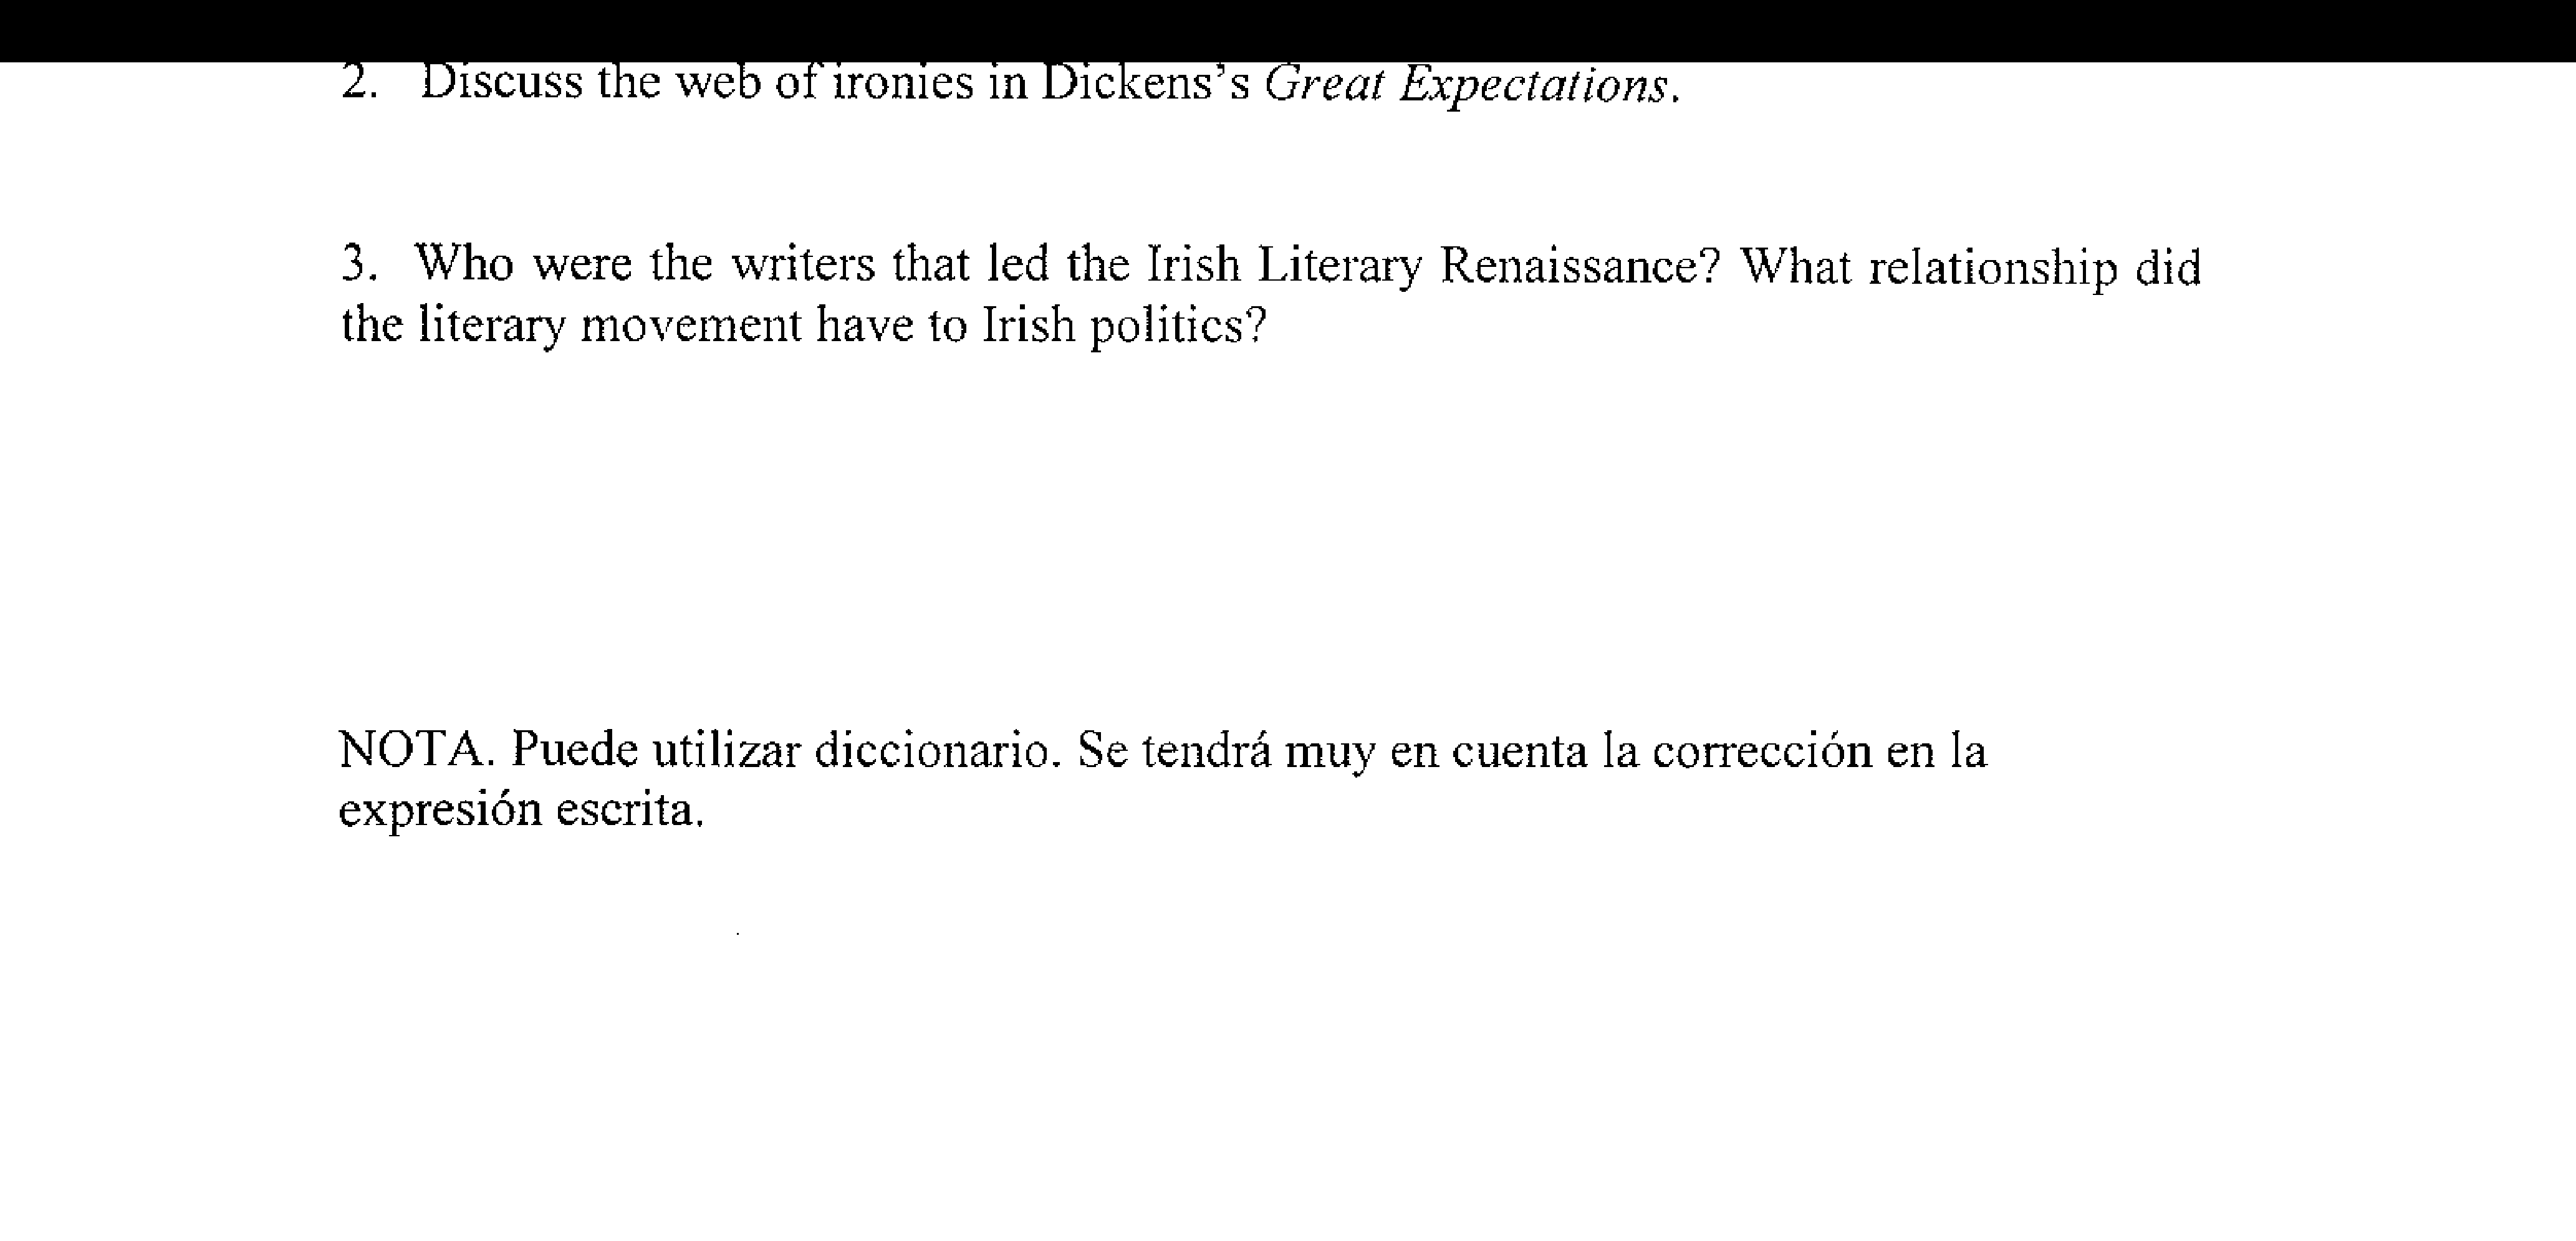 2. Discuss the web of ironies in Dickens's Great Expectations.
3. Who were the writers that led the Irish Literary Renaissance? What relationship did
the literary movement have to Irish politics?
NOTA. Puede utilizar diccionario. Se tendrá muy en cuenta la corrección en la
expresión escrita.